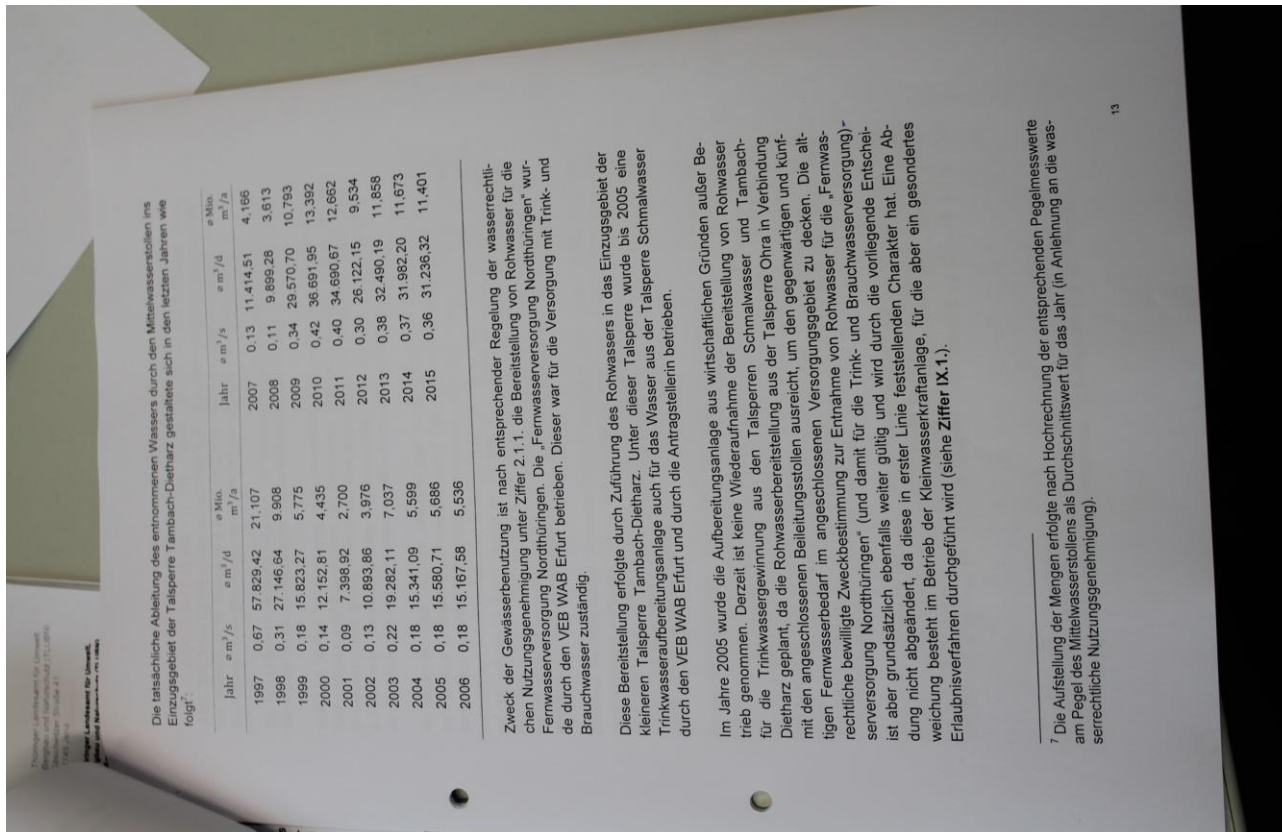 Thüringer Landesamt für Umwelt,
Die tatsächliche Ableitung des entnommenen Wassers durch den Mittelwasserstollen ins
Einzugsgebiet der Talsperre Tambach-Dietharz gestaltete sich in den letzten Jahren wie
folgt⁷:
Jahr ø m³/s ø m³/d ø Mio. m³/a Jahr ø m³/s ø m³/d ø Mio. m³/a
1997 0,67 57.829,42 21,107 2007 0,13 11.414,51 4,166
1998 0,31 27.146,64 9,908 2008 0,11 9.899,28 3,613
1999 0,18 15.823,27 5,775 2009 0,34 29.570,70 10,793
2000 0,14 12.152,81 4,435 2010 0,42 36.691,95 13,392
2001 0,09 7.398,92 2,700 2011 0,40 34.690,67 12,662
2002 0,13 10.893,86 3,976 2012 0,30 26.122,15 9,534
2003 0,22 19.282,11 7,037 2013 0,38 32.490,19 11,858
2004 0,18 15.341,09 5,599 2014 0,37 31.982,20 11,673
2005 0,18 15.580,71 5,686 2015 0,36 31.236,32 11,401
2006 0,18 15.167,58 5,536
Zweck der Gewässerbenutzung ist nach entsprechender Regelung der wasserrechtli-
chen Nutzungsgenehmigung unter Ziffer 2.1.1. die Bereitstellung von Rohwasser für die
Fernwasserversorgung Nordthüringen. Die „Fernwasserversorgung Nordthüringen" wur-
de durch den VEB WAB Erfurt betrieben. Dieser war für die Versorgung mit Trink- und
Brauchwasser zuständig.
Diese Bereitstellung erfolgte durch Zuführung des Rohwassers in das Einzugsgebiet der
kleineren Talsperre Tambach-Dietharz. Unter dieser Talsperre wurde bis 2005 eine
Trinkwasseraufbereitungsanlage auch für das Wasser aus der Talsperre Schmalwasser
durch den VEB WAB Erfurt und durch die Antragstellerin betrieben.
Im Jahre 2005 wurde die Aufbereitungsanlage aus wirtschaftlichen Gründen außer Be-
trieb genommen. Derzeit ist keine Wiederaufnahme der Bereitstellung von Rohwasser
für die Trinkwassergewinnung aus den Talsperren Schmalwasser und Tambach-
Dietharz geplant, da die Rohwasserbereitstellung aus der Talsperre Ohra in Verbindung
mit den angeschlossenen Beileitungsstollen ausreicht, um den gegenwärtigen und künf-
tigen Fernwasserbedarf im angeschlossenen Versorgungsgebiet zu decken. Die alt-
rechtliche bewilligte Zweckbestimmung zur Entnahme von Rohwasser für die „Fernwas-
serversorgung Nordthüringen" (und damit für die Trink- und Brauchwasserversorgung)
ist aber grundsätzlich ebenfalls weiter gültig und wird durch die vorliegende Entschei-
dung nicht abgeändert, da diese in erster Linie feststellenden Charakter hat. Eine Ab-
weichung besteht im Betrieb der Kleinwasserkraftanlage, für die aber ein gesondertes
Erlaubnisverfahren durchgeführt wird (siehe Ziffer IX.1.).
⁷ Die Aufstellung der Mengen erfolgte nach Hochrechnung der entsprechenden Pegelmesswerte
am Pegel des Mittelwasserstollens als Durchschnittswert für das Jahr (in Anlehnung an die was-
serrechtliche Nutzungsgenehmigung).
13